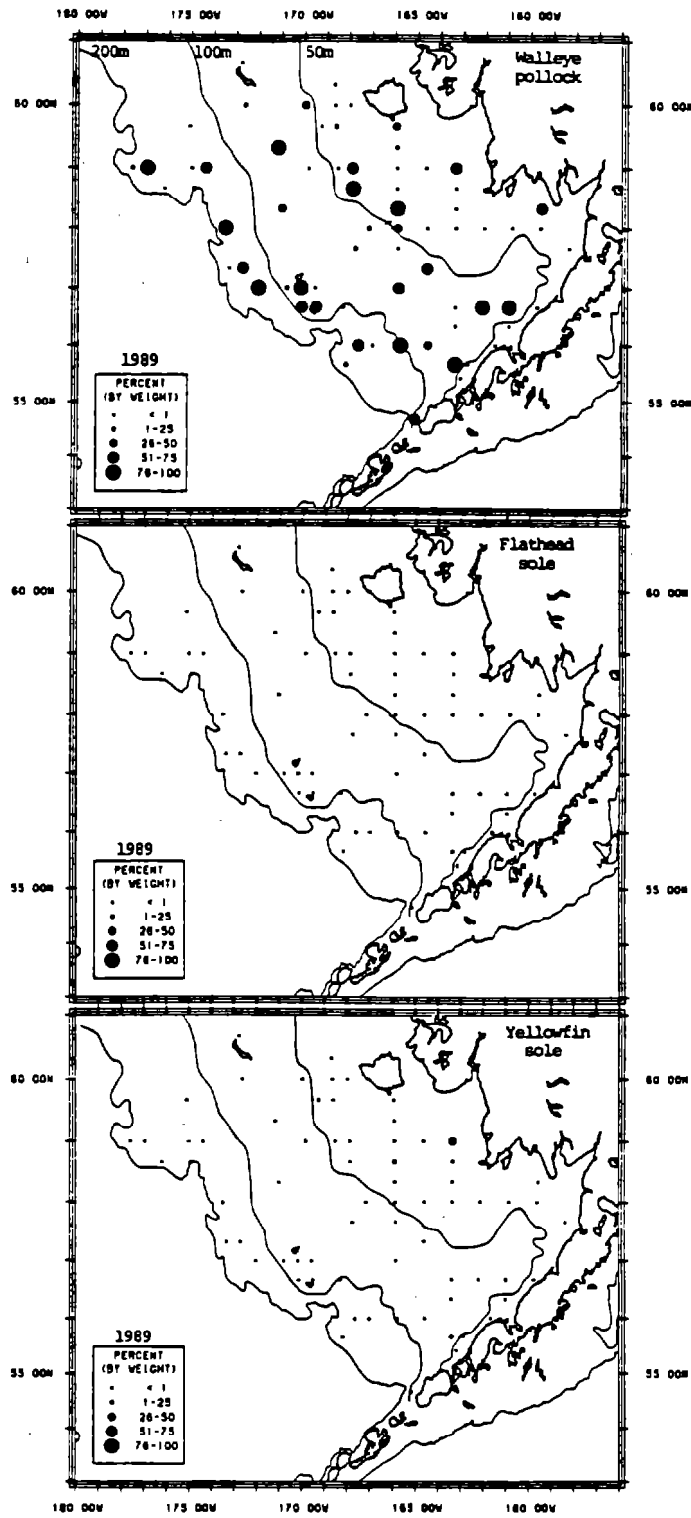 180 00W 175 00W 170 00W 165 00W 160 00W
200m 100m 50m
Walleye
pollock
60 00N 60 00N
1989
PERCENT
(BY WEIGHT)
< 1
1-25
26-50
51-75
76-100
55 00N 55 00N
Flathead
sole
60 00N 60 00N
1989
PERCENT
(BY WEIGHT)
< 1
1-25
26-50
51-75
76-100
55 00N 55 00N
Yellowfin
sole
60 00N 60 00N
1989
PERCENT
(BY WEIGHT)
< 1
1-25
26-50
51-75
76-100
55 00N 55 00N
180 00W 175 00W 170 00W 165 00W 160 00W